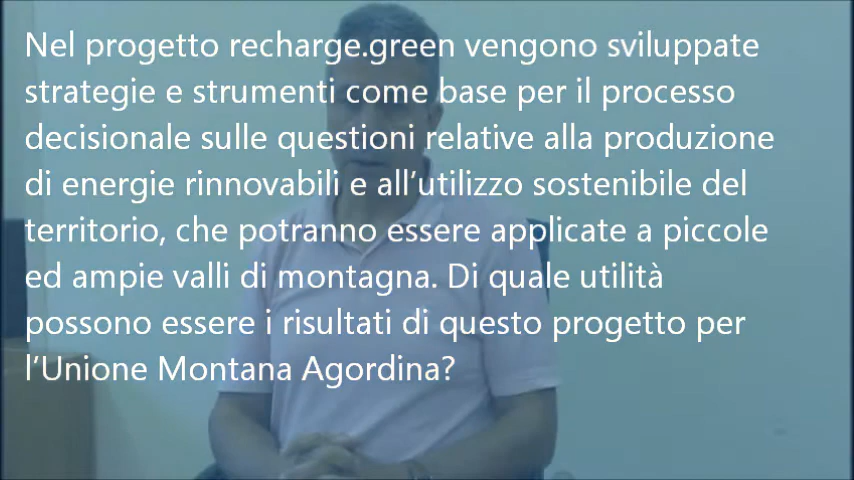 Nel progetto recharge.green vengono sviluppate
strategie e strumenti come base per il processo
decisionale sulle questioni relative alla produzione
di energie rinnovabili e all’utilizzo sostenibile del
territorio, che potranno essere applicate a piccole
ed ampie valli di montagna. Di quale utilità
possono essere i risultati di questo progetto per
l’Unione Montana Agordina?